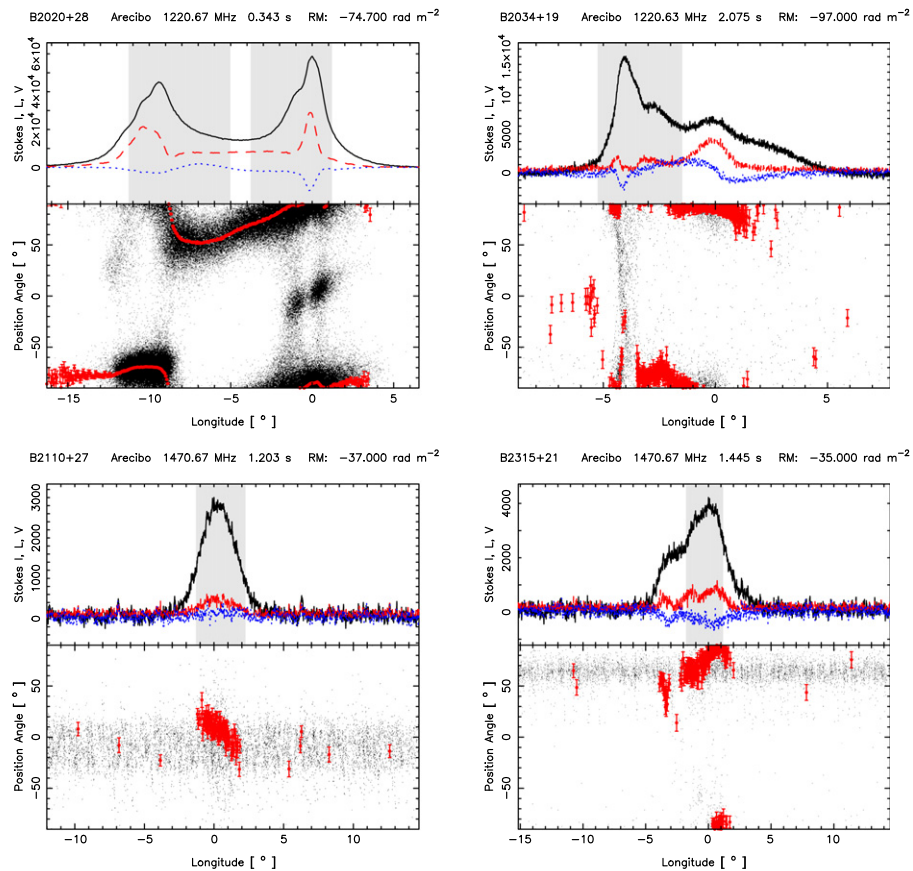 B2020+28 Arecibo 1220.67 MHz 0.343 s RM: −74.700 rad m−2
Stokes I, L, V
0 2×10⁴ 4×10⁴ 6×10⁴
Position Angle [ ° ]
50
0
−50
−15 −10 −5 0 5
Longitude [ ° ]
B2034+19 Arecibo 1220.63 MHz 2.075 s RM: −97.000 rad m−2
Stokes I, L, V
0 5000 10⁴ 1.5×10⁴
Position Angle [ ° ]
50
0
−50
−5 0 5
Longitude [ ° ]
B2110+27 Arecibo 1470.67 MHz 1.203 s RM: −37.000 rad m−2
Stokes I, L, V
0 1000 2000 3000
Position Angle [ ° ]
50
0
−50
−10 −5 0 5 10
Longitude [ ° ]
B2315+21 Arecibo 1470.67 MHz 1.445 s RM: −35.000 rad m−2
Stokes I, L, V
0 2000 4000
Position Angle [ ° ]
50
0
−50
−15 −10 −5 0 5 10
Longitude [ ° ]